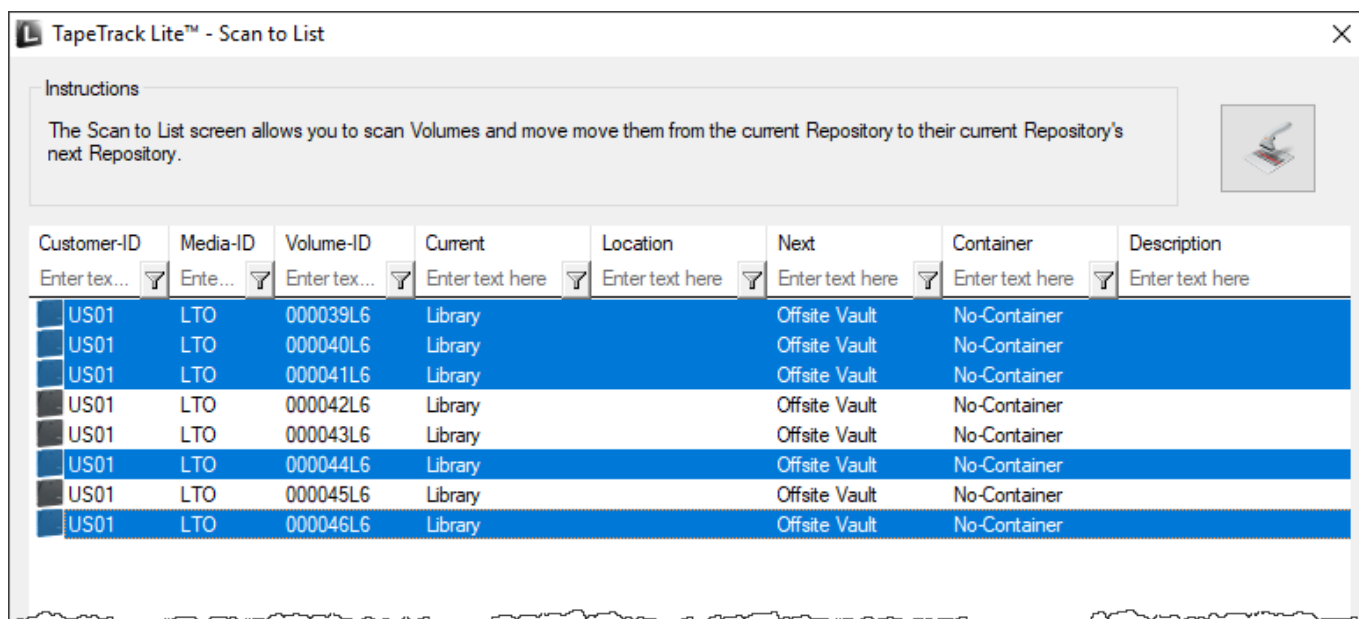 L TapeTrack Lite™ - Scan to List
Instructions
The Scan to List screen allows you to scan Volumes and move move them from the current Repository to their current Repository's
next Repository.
Customer-ID Media-ID Volume-ID Current Location Next Container Description
Enter tex... Ente... Enter tex... Enter text here Enter text here Enter text here Enter text here Enter text here
US01 LTO 000039L6 Library Offsite Vault No-Container
US01 LTO 000040L6 Library Offsite Vault No-Container
US01 LTO 000041L6 Library Offsite Vault No-Container
US01 LTO 000042L6 Library Offsite Vault No-Container
US01 LTO 000043L6 Library Offsite Vault No-Container
US01 LTO 000044L6 Library Offsite Vault No-Container
US01 LTO 000045L6 Library Offsite Vault No-Container
US01 LTO 000046L6 Library Offsite Vault No-Container